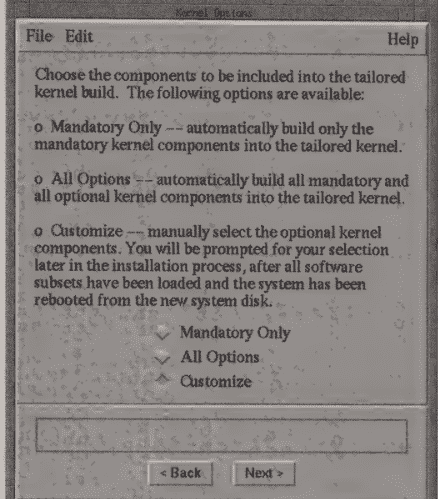 Kernel Options
File Edit Help
Choose the components to be included into the tailored
kernel build. The following options are available:
o Mandatory Only -- automatically build only the
mandatory kernel components into the tailored kernel.
o All Options -- automatically build all mandatory and
all optional kernel components into the tailored kernel.
o Customize -- manually select the optional kernel
components. You will be prompted for your selection
later in the installation process, after all software
subsets have been loaded and the system has been
rebooted from the new system disk.
Mandatory Only
All Options
Customize
< Back Next >